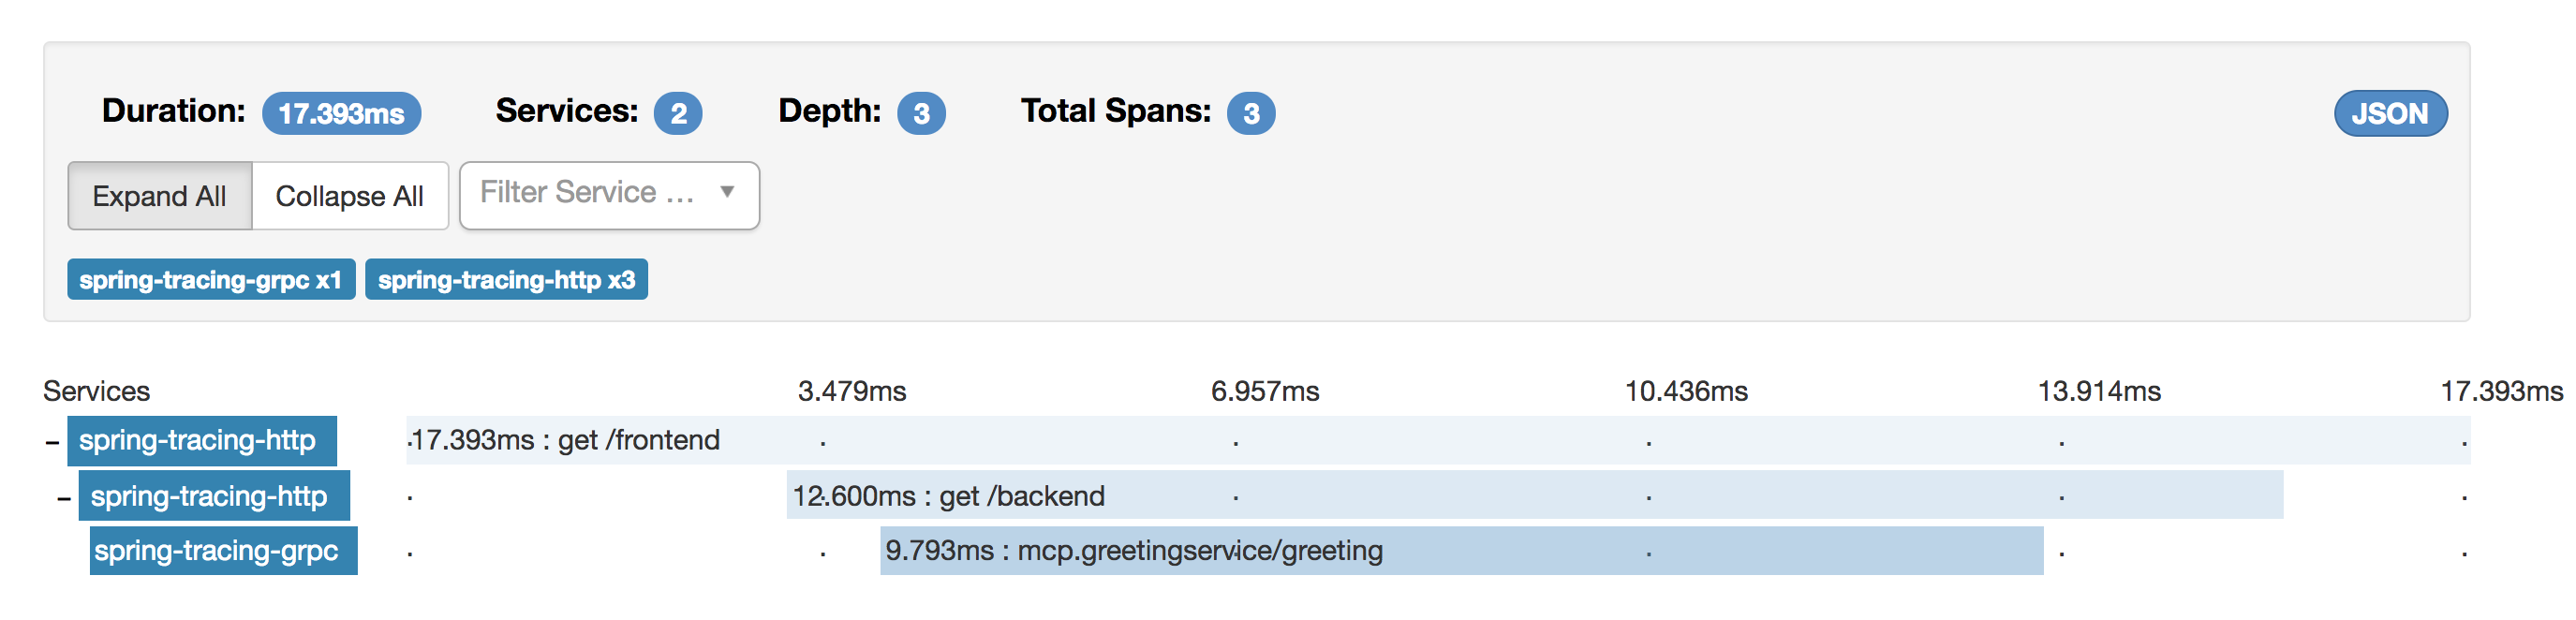 Duration: 17.393ms Services: 2 Depth: 3 Total Spans: 3 JSON
Expand All Collapse All Filter Service ...
spring-tracing-grpc x1 spring-tracing-http x3
Services 3.479ms 6.957ms 10.436ms 13.914ms 17.393ms
spring-tracing-http 17.393ms : get /frontend
spring-tracing-http 12.600ms : get /backend
spring-tracing-grpc 9.793ms : mcp.greetingservice/greeting